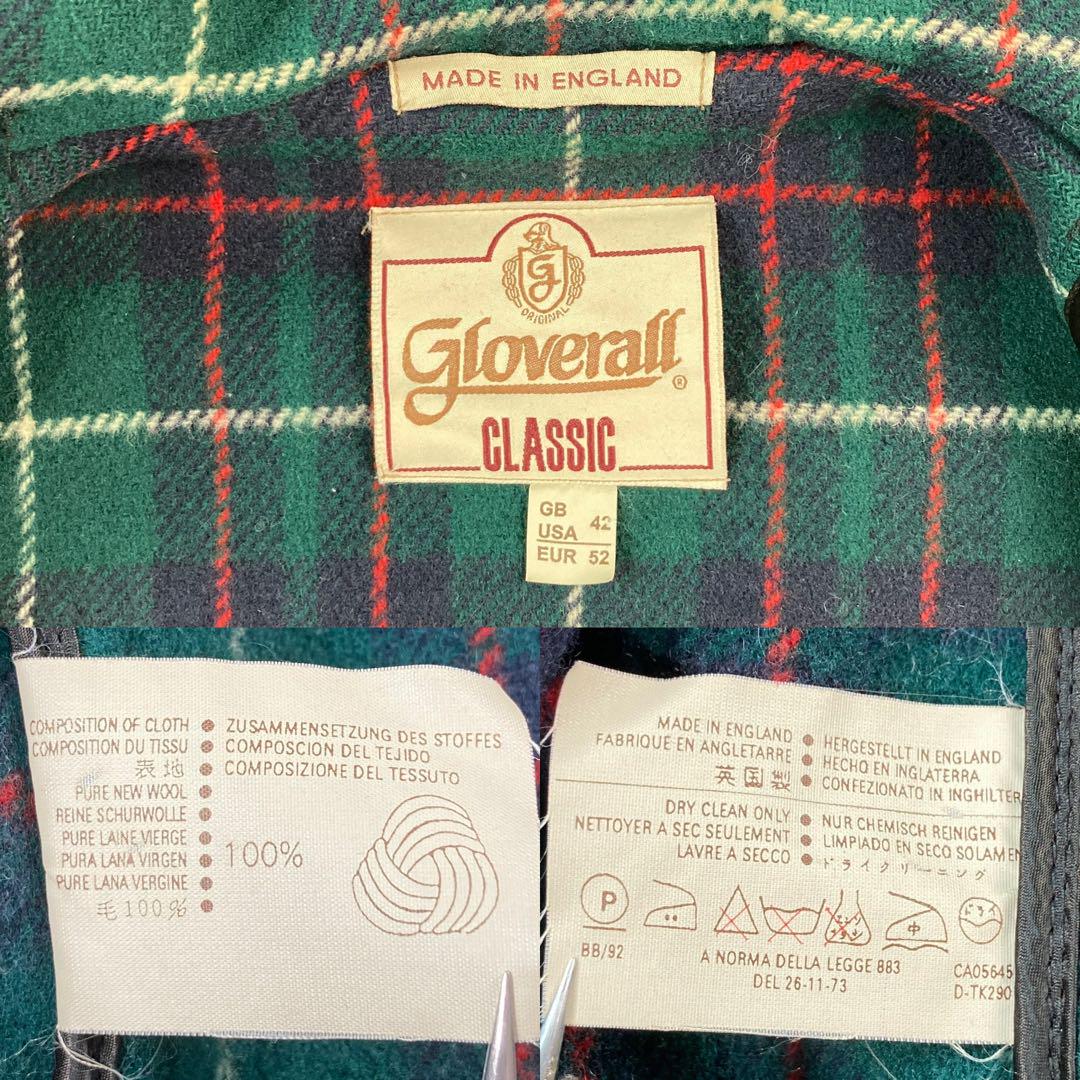 MADE IN ENGLAND
G
ORIGINAL
Gloverall ®
CLASSIC
GB
USA 42
EUR 52
COMPOSITION OF CLOTH • ZUSAMMENSETZUNG DES STOFFES
COMPOSITION DU TISSU • COMPOSCION DEL TEJIDO
表地 • COMPOSIZIONE DEL TESSUTO
PURE NEW WOOL •
REINE SCHURWOLLE •
PURE LAINE VIERGE •
PURA LANA VIRGEN • 100%
PURE LANA VERGINE •
毛100% •
MADE IN ENGLAND • HERGESTELLT IN ENGLAND
FABRIQUE EN ANGLETARRE • HECHO EN INGLATERRA
英国製 • CONFEZIONATO IN INGHILTER
DRY CLEAN ONLY • NUR CHEMISCH REINIGEN
NETTOYER A SEC SEULEMENT • LIMPIADO EN SECO SOLAMEN
LAVRE A SECCO • ドライクリーニング
P
中
ドライ
BB/92
A NORMA DELLA LEGGE 883
DEL 26-11-73
CA05645
D-TK290